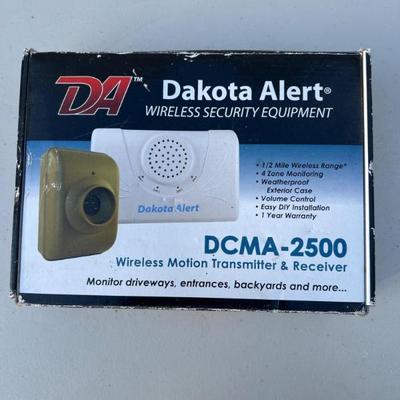 DA™
Dakota Alert®
WIRELESS SECURITY EQUIPMENT
• 1/2 Mile Wireless Range*
• 4 Zone Monitoring
• Weatherproof
Exterior Case
• Volume Control
• Easy DIY Installation
• 1 Year Warranty
Dakota Alert
DCMA-2500
Wireless Motion Transmitter & Receiver
Monitor driveways, entrances, backyards and more...